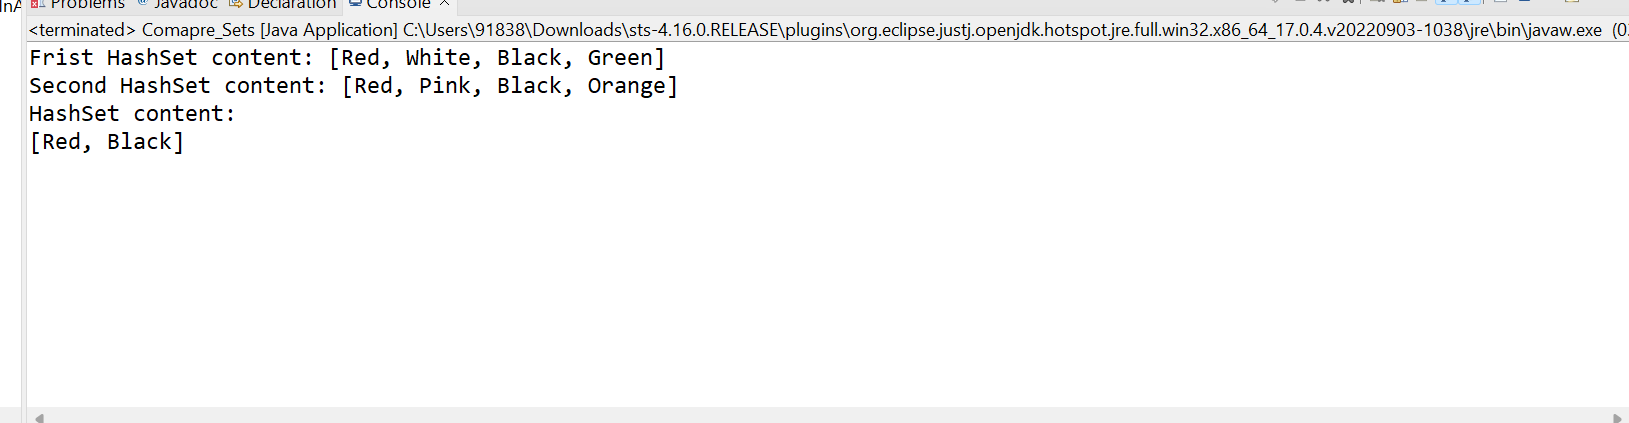 Problems @ Javadoc Declaration Console
<terminated> Comapre_Sets [Java Application] C:\Users\91838\Downloads\sts-4.16.0.RELEASE\plugins\org.eclipse.justj.openjdk.hotspot.jre.full.win32.x86_64_17.0.4.v20220903-1038\jre\bin\javaw.exe (0
Frist HashSet content: [Red, White, Black, Green]
Second HashSet content: [Red, Pink, Black, Orange]
HashSet content:
[Red, Black]